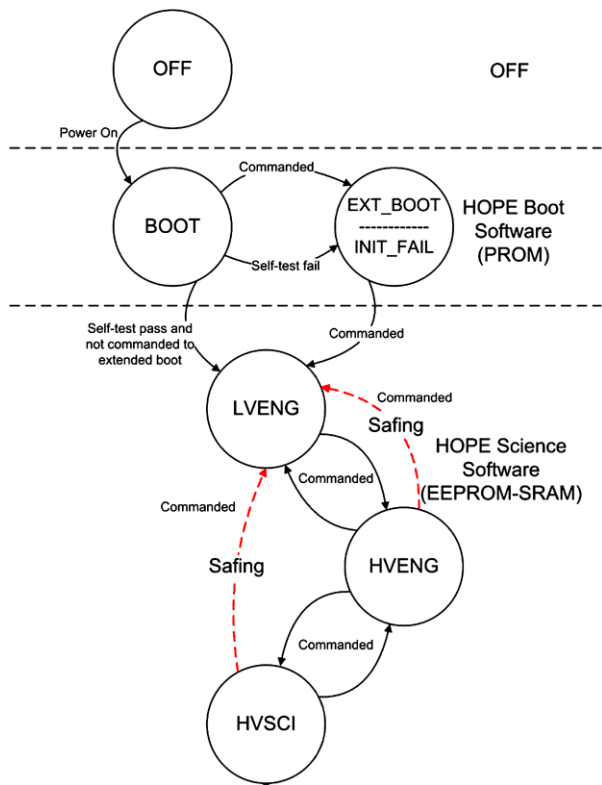 OFF
OFF
Power On
BOOT
Commanded
EXT_BOOT
------------
INIT_FAIL
Self-test fail
HOPE Boot
Software
(PROM)
Self-test pass and
not commanded to
extended boot
Commanded
LVENG
Commanded
Safing
HOPE Science
Software
(EEPROM-SRAM)
Commanded
Commanded
Safing
HVENG
Commanded
HVSCI